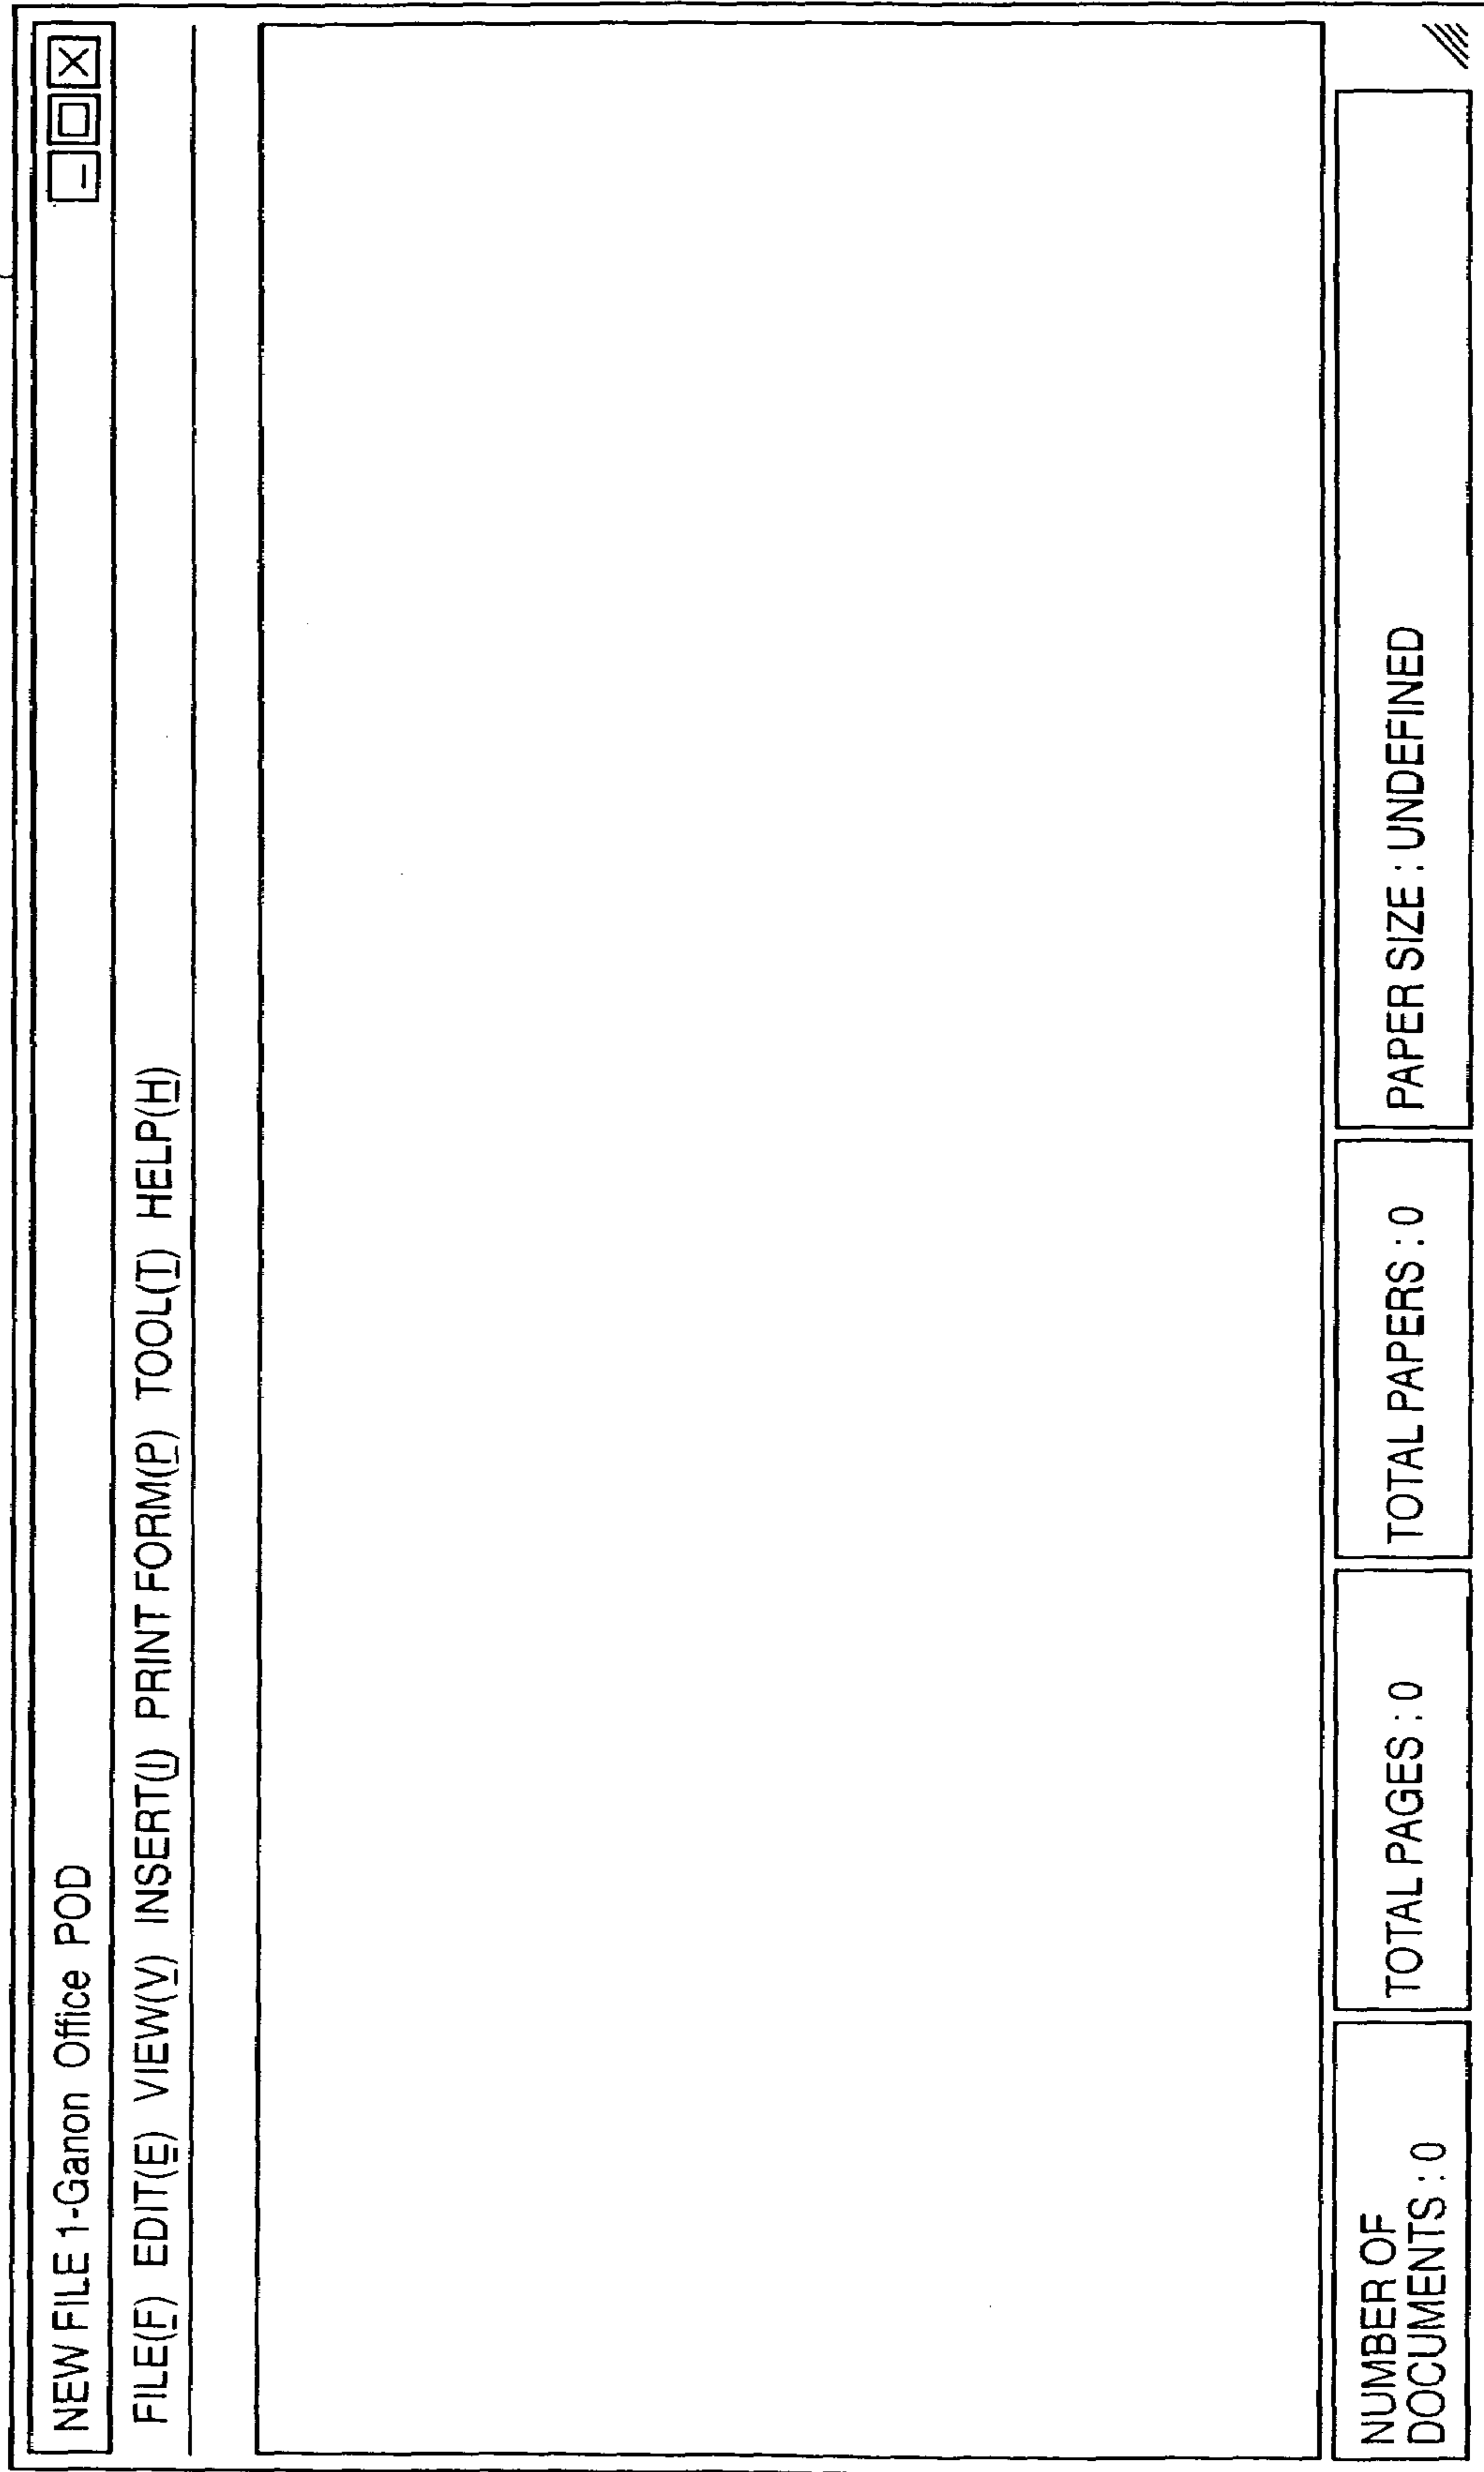 NEW FILE 1-Ganon Office POD
FILE(F) EDIT(E) VIEW(V) INSERT(I) PRINT FORM(P) TOOL(T) HELP(H)
NUMBER OF
DOCUMENTS : 0
TOTAL PAGES : 0
TOTAL PAPERS : 0
PAPER SIZE : UNDEFINED